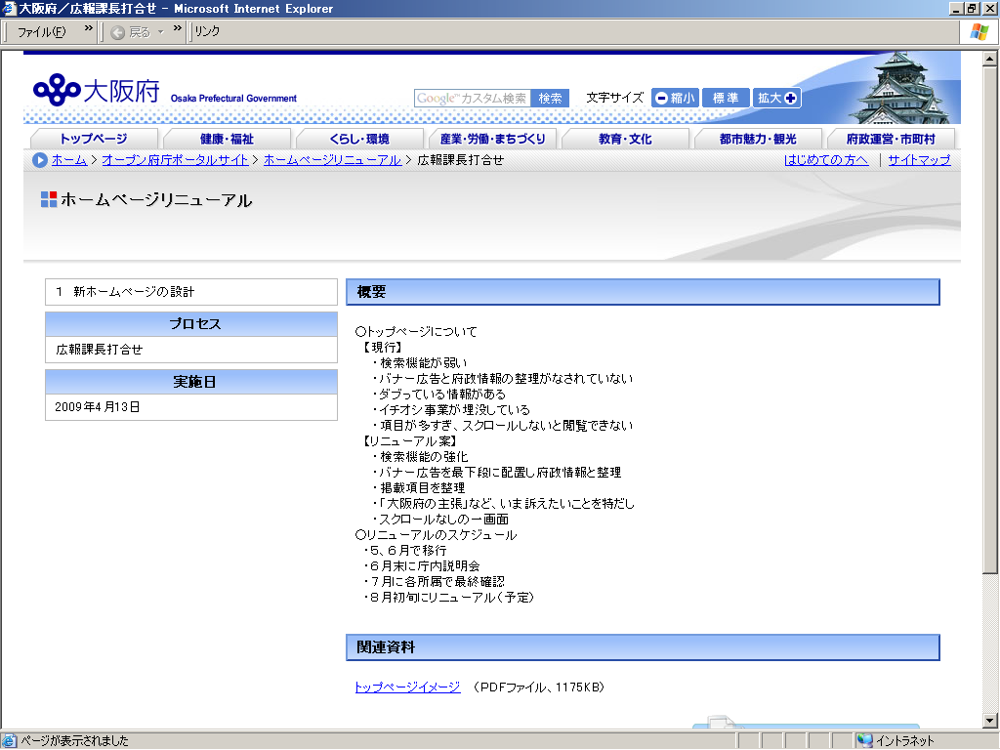 大阪府／広報課長打合せ - Microsoft Internet Explorer
ファイル(F) » 戻る » リンク
大阪府 Osaka Prefectural Government
Google™カスタム検索 検索 文字サイズ 縮小 標準 拡大
トップページ 健康・福祉 くらし・環境 産業・労働・まちづくり 教育・文化 都市魅力・観光 府政運営・市町村
ホーム > オープン府庁ポータルサイト > ホームページリニューアル > 広報課長打合せ はじめての方へ | サイトマップ
ホームページリニューアル
１ 新ホームページの設計
プロセス
広報課長打合せ
実施日
2009年4月13日
概要
○トップページについて
【現行】
・検索機能が弱い
・バナー広告と府政情報の整理がなされていない
・ダブっている情報がある
・イチオシ事業が埋没している
・項目が多すぎ、スクロールしないと閲覧できない
【リニューアル案】
・検索機能の強化
・バナー広告を最下段に配置し府政情報と整理
・掲載項目を整理
・「大阪府の主張」など、いま訴えたいことを特だし
・スクロールなしの一画面
○リニューアルのスケジュール
・５、６月で移行
・６月末に庁内説明会
・７月に各所属で最終確認
・８月初旬にリニューアル（予定）
関連資料
トップページイメージ （PDFファイル、1175KB）
ページが表示されました イントラネット